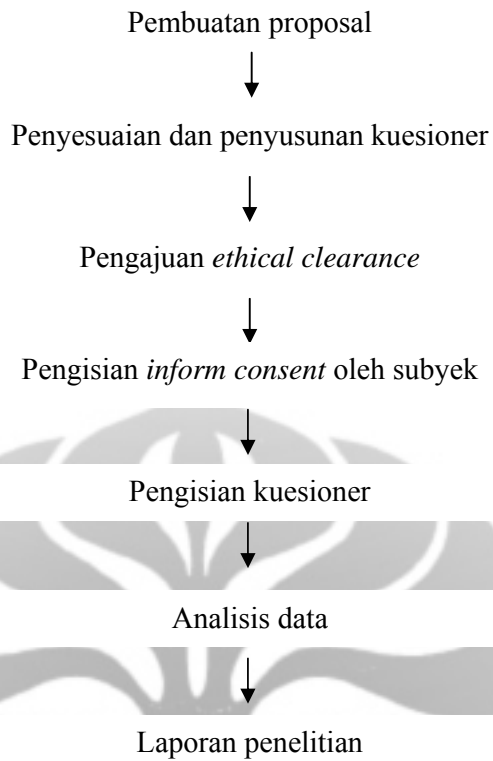 Pembuatan proposal
Penyesuaian dan penyusunan kuesioner
Pengajuan ethical clearance
Pengisian inform consent oleh subyek
Pengisian kuesioner
Analisis data
Laporan penelitian